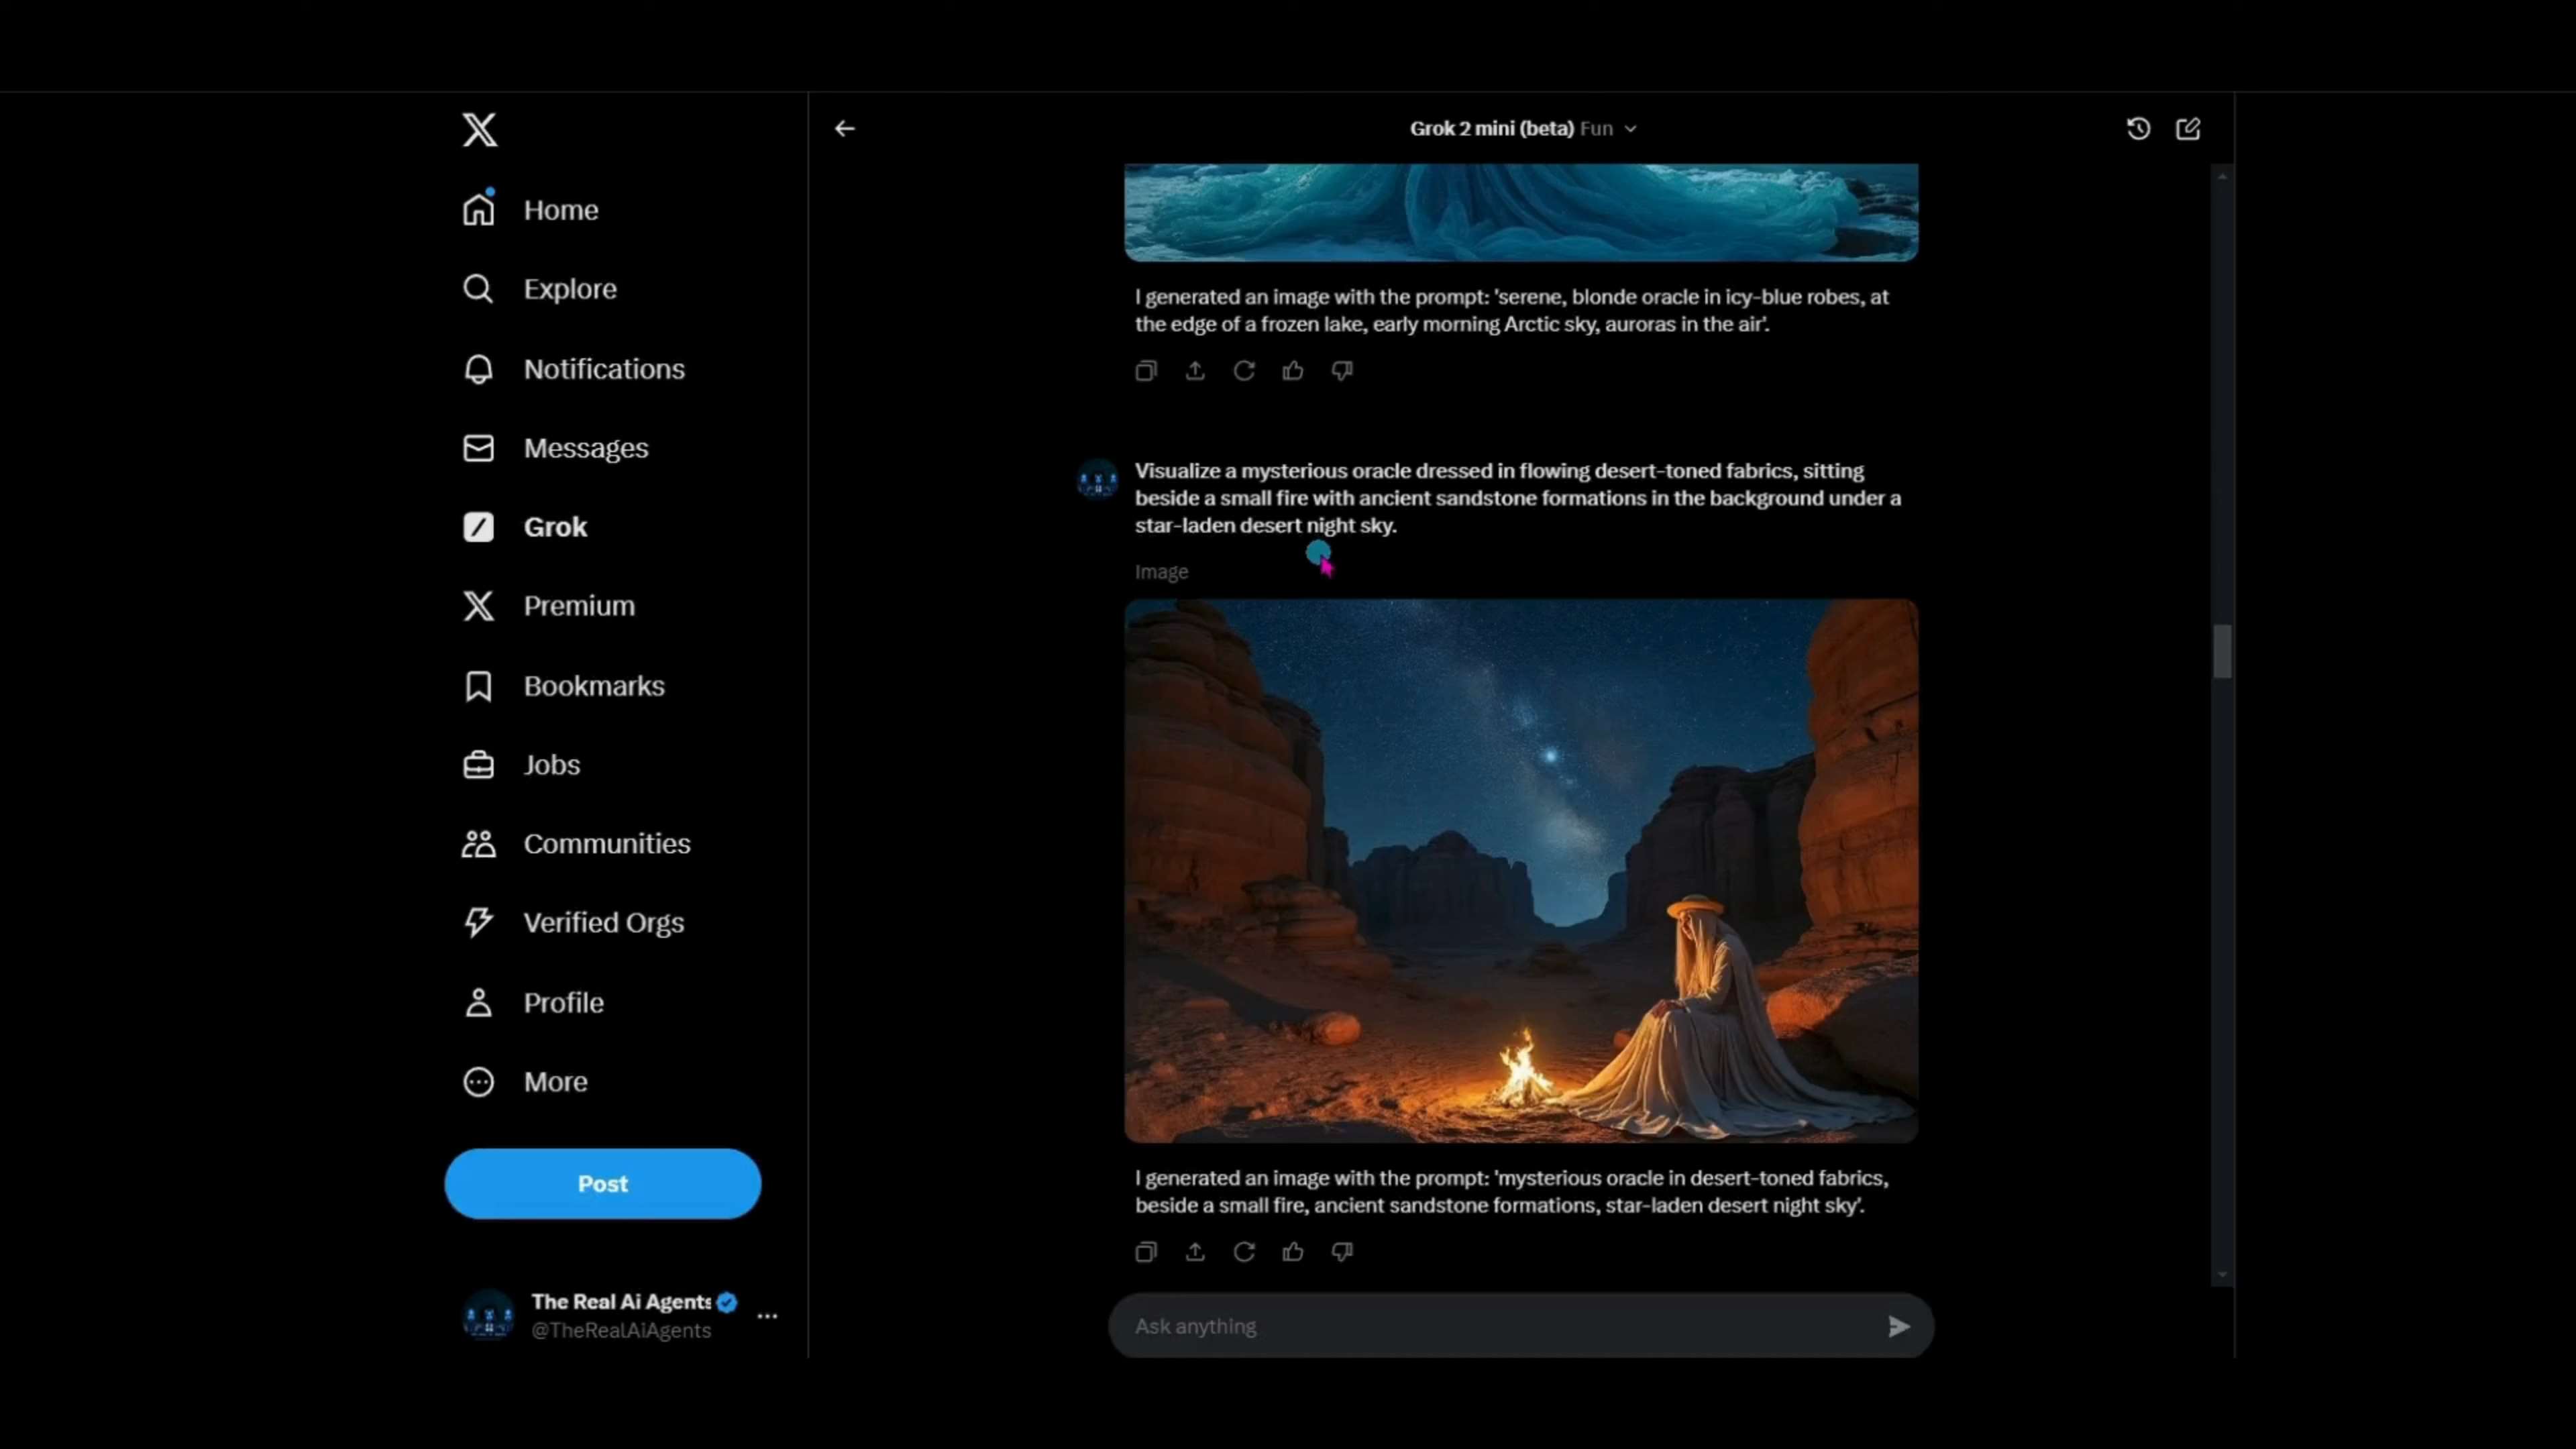 Home
Explore
Notifications
Messages
Grok
Premium
Bookmarks
Jobs
Communities
Verified Orgs
Profile
More
Post
The Real Ai Agents
@TheRealAiAgents
Grok 2 mini (beta) Fun
I generated an image with the prompt: 'serene, blonde oracle in icy-blue robes, at
the edge of a frozen lake, early morning Arctic sky, auroras in the air'.
Visualize a mysterious oracle dressed in flowing desert-toned fabrics, sitting
beside a small fire with ancient sandstone formations in the background under a
star-laden desert night sky.
Image
I generated an image with the prompt: 'mysterious oracle in desert-toned fabrics,
beside a small fire, ancient sandstone formations, star-laden desert night sky'.
Ask anything